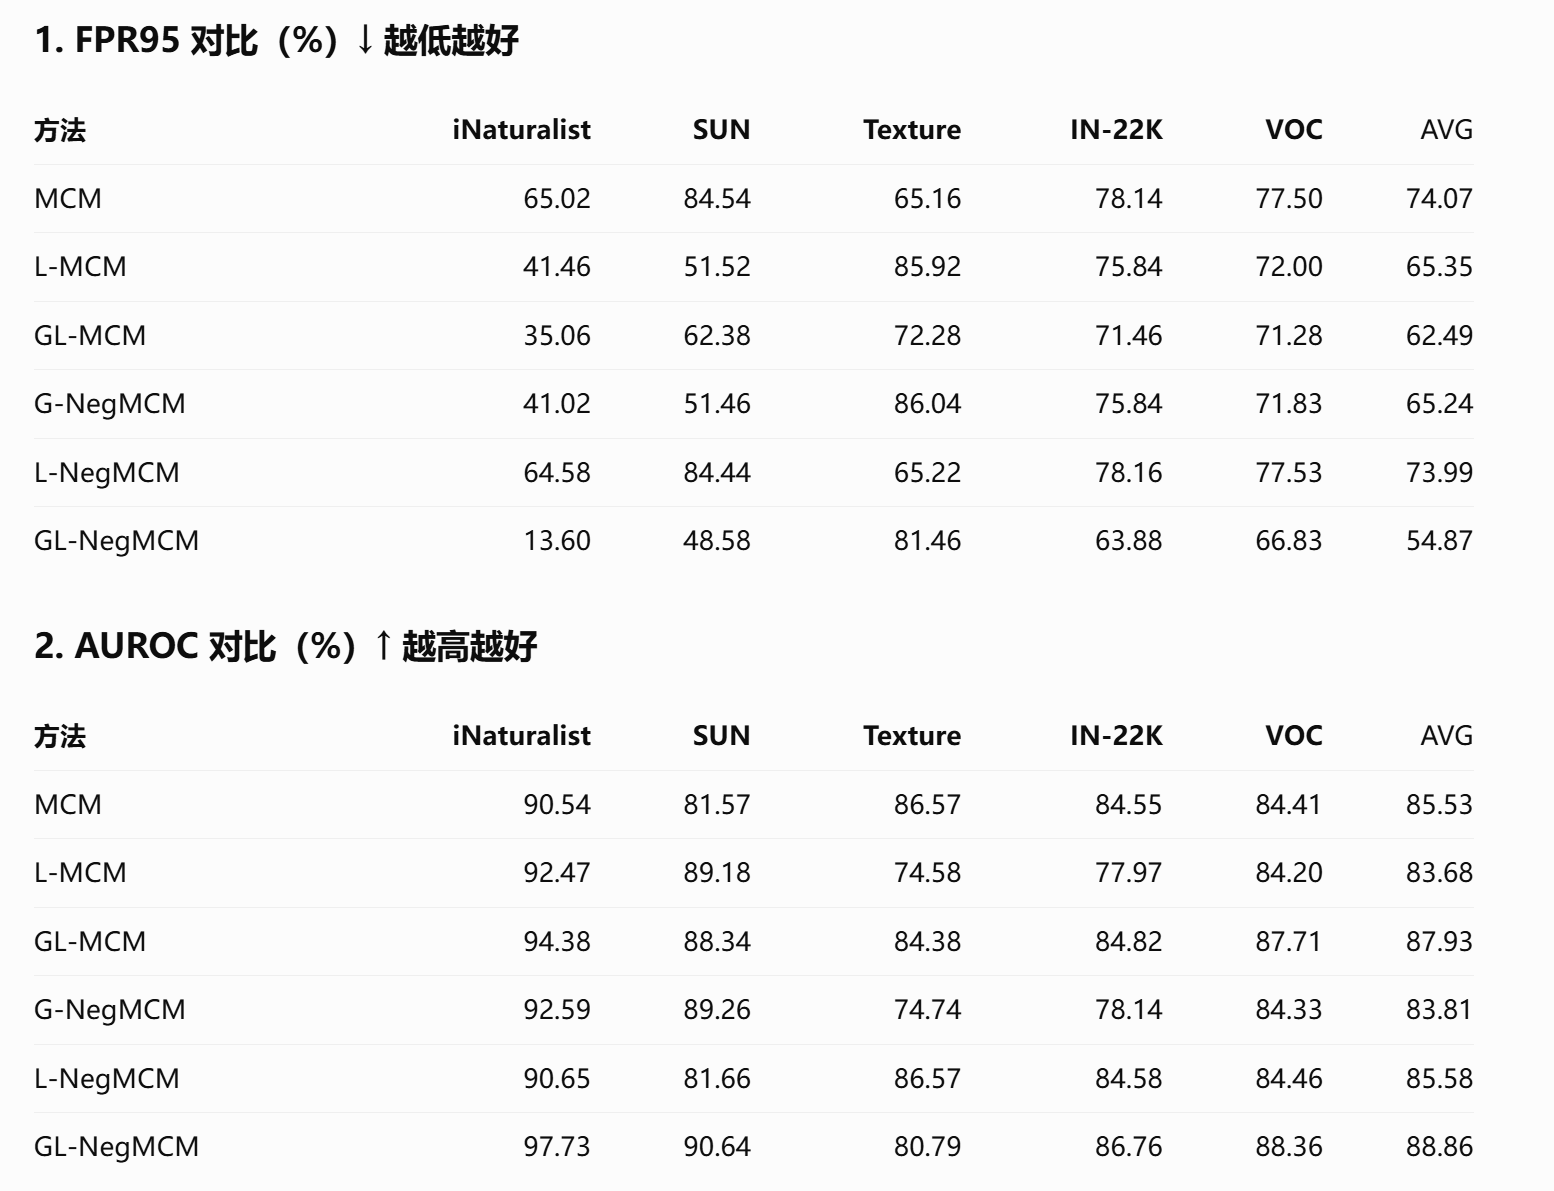 1. FPR95 对比（%）↓ 越低越好
方法 iNaturalist SUN Texture IN-22K VOC AVG
MCM 65.02 84.54 65.16 78.14 77.50 74.07
L-MCM 41.46 51.52 85.92 75.84 72.00 65.35
GL-MCM 35.06 62.38 72.28 71.46 71.28 62.49
G-NegMCM 41.02 51.46 86.04 75.84 71.83 65.24
L-NegMCM 64.58 84.44 65.22 78.16 77.53 73.99
GL-NegMCM 13.60 48.58 81.46 63.88 66.83 54.87
2. AUROC 对比（%）↑ 越高越好
方法 iNaturalist SUN Texture IN-22K VOC AVG
MCM 90.54 81.57 86.57 84.55 84.41 85.53
L-MCM 92.47 89.18 74.58 77.97 84.20 83.68
GL-MCM 94.38 88.34 84.38 84.82 87.71 87.93
G-NegMCM 92.59 89.26 74.74 78.14 84.33 83.81
L-NegMCM 90.65 81.66 86.57 84.58 84.46 85.58
GL-NegMCM 97.73 90.64 80.79 86.76 88.36 88.86